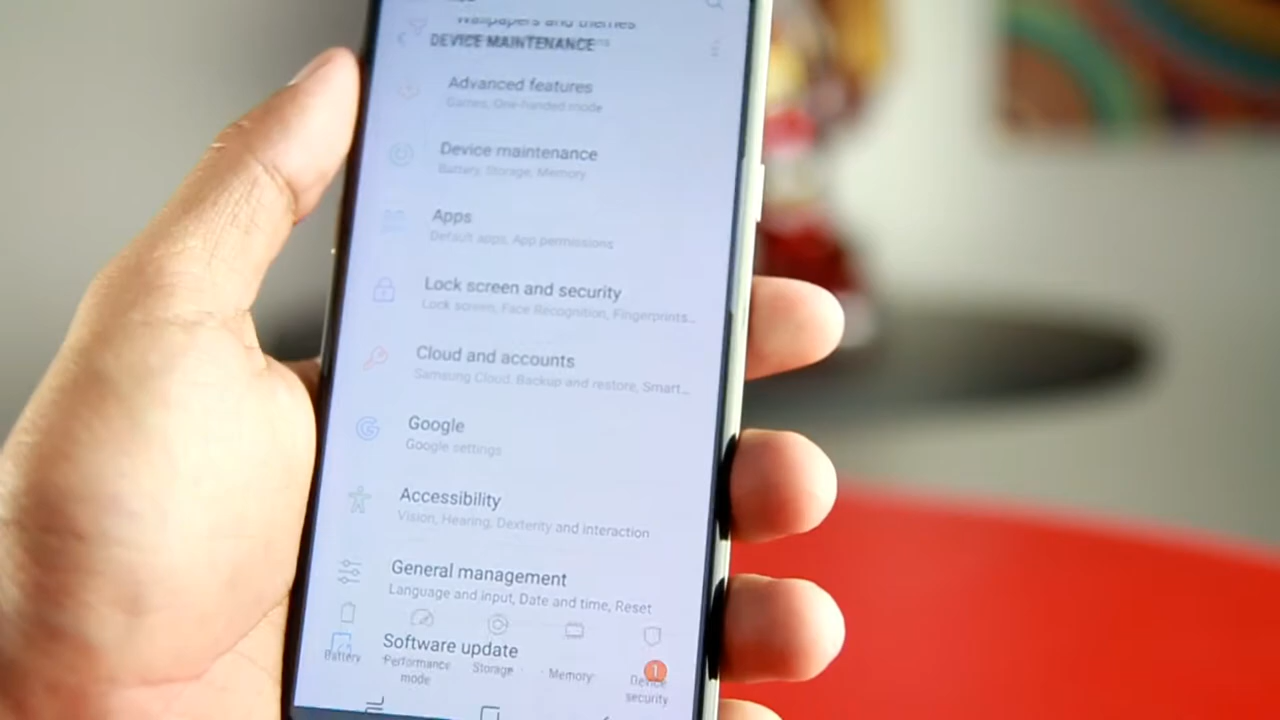 Wallpapers and themes
DEVICE MAINTENANCE
Advanced features
Games, One-handed mode
Device maintenance
Battery, Storage, Memory
Apps
Default apps, App permissions
Lock screen and security
Lock screen, Face Recognition, Fingerprints...
Cloud and accounts
Samsung Cloud, Backup and restore, Smart...
Google
Google settings
Accessibility
Vision, Hearing, Dexterity and interaction
General management
Language and input, Date and time, Reset
Software update
1
Battery
Performance mode
Storage
Memory
Device security